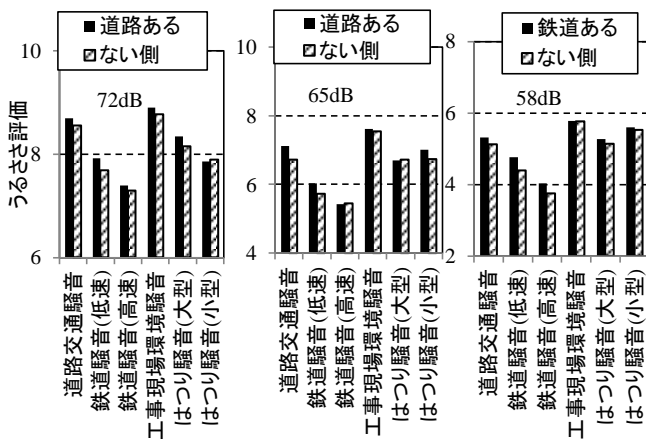 うるささ評価
道路ある
ない側
72dB
10
8
6
道路交通騒音
鉄道騒音(低速)
鉄道騒音(高速)
工事現場環境騒音
はつり騒音(大型)
はつり騒音(小型)
道路ある
ない側
65dB
10
8
6
4
道路交通騒音
鉄道騒音(低速)
鉄道騒音(高速)
工事現場環境騒音
はつり騒音(大型)
はつり騒音(小型)
鉄道ある
ない側
58dB
8
6
4
2
道路交通騒音
鉄道騒音(低速)
鉄道騒音(高速)
工事現場環境騒音
はつり騒音(大型)
はつり騒音(小型)